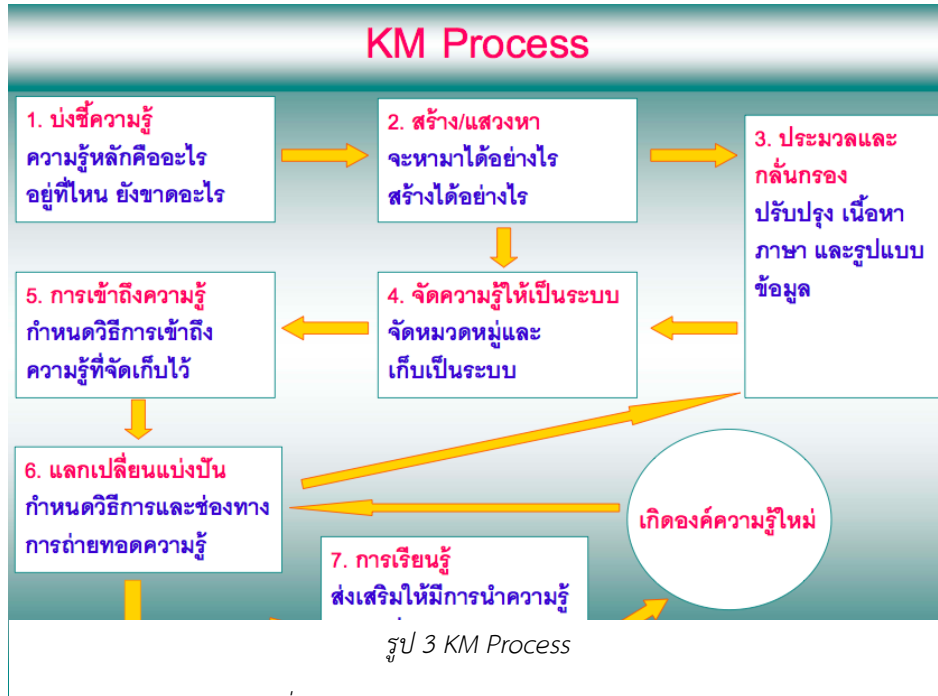 KM Process
1. บ่งชี้ความรู้
ความรู้หลักคืออะไร
อยู่ที่ไหน ยังขาดอะไร
2. สร้าง/แสวงหา
จะหามาได้อย่างไร
สร้างได้อย่างไร
3. ประมวลและ
กลั่นกรอง
ปรับปรุง เนื้อหา
ภาษา และรูปแบบ
ข้อมูล
4. จัดความรู้ให้เป็นระบบ
จัดหมวดหมู่และ
เก็บเป็นระบบ
5. การเข้าถึงความรู้
กำหนดวิธีการเข้าถึง
ความรู้ที่จัดเก็บไว้
6. แลกเปลี่ยนแบ่งปัน
กำหนดวิธีการและช่องทาง
การถ่ายทอดความรู้
7. การเรียนรู้
ส่งเสริมให้มีการนำความรู้
เกิดองค์ความรู้ใหม่
รูป 3 KM Process